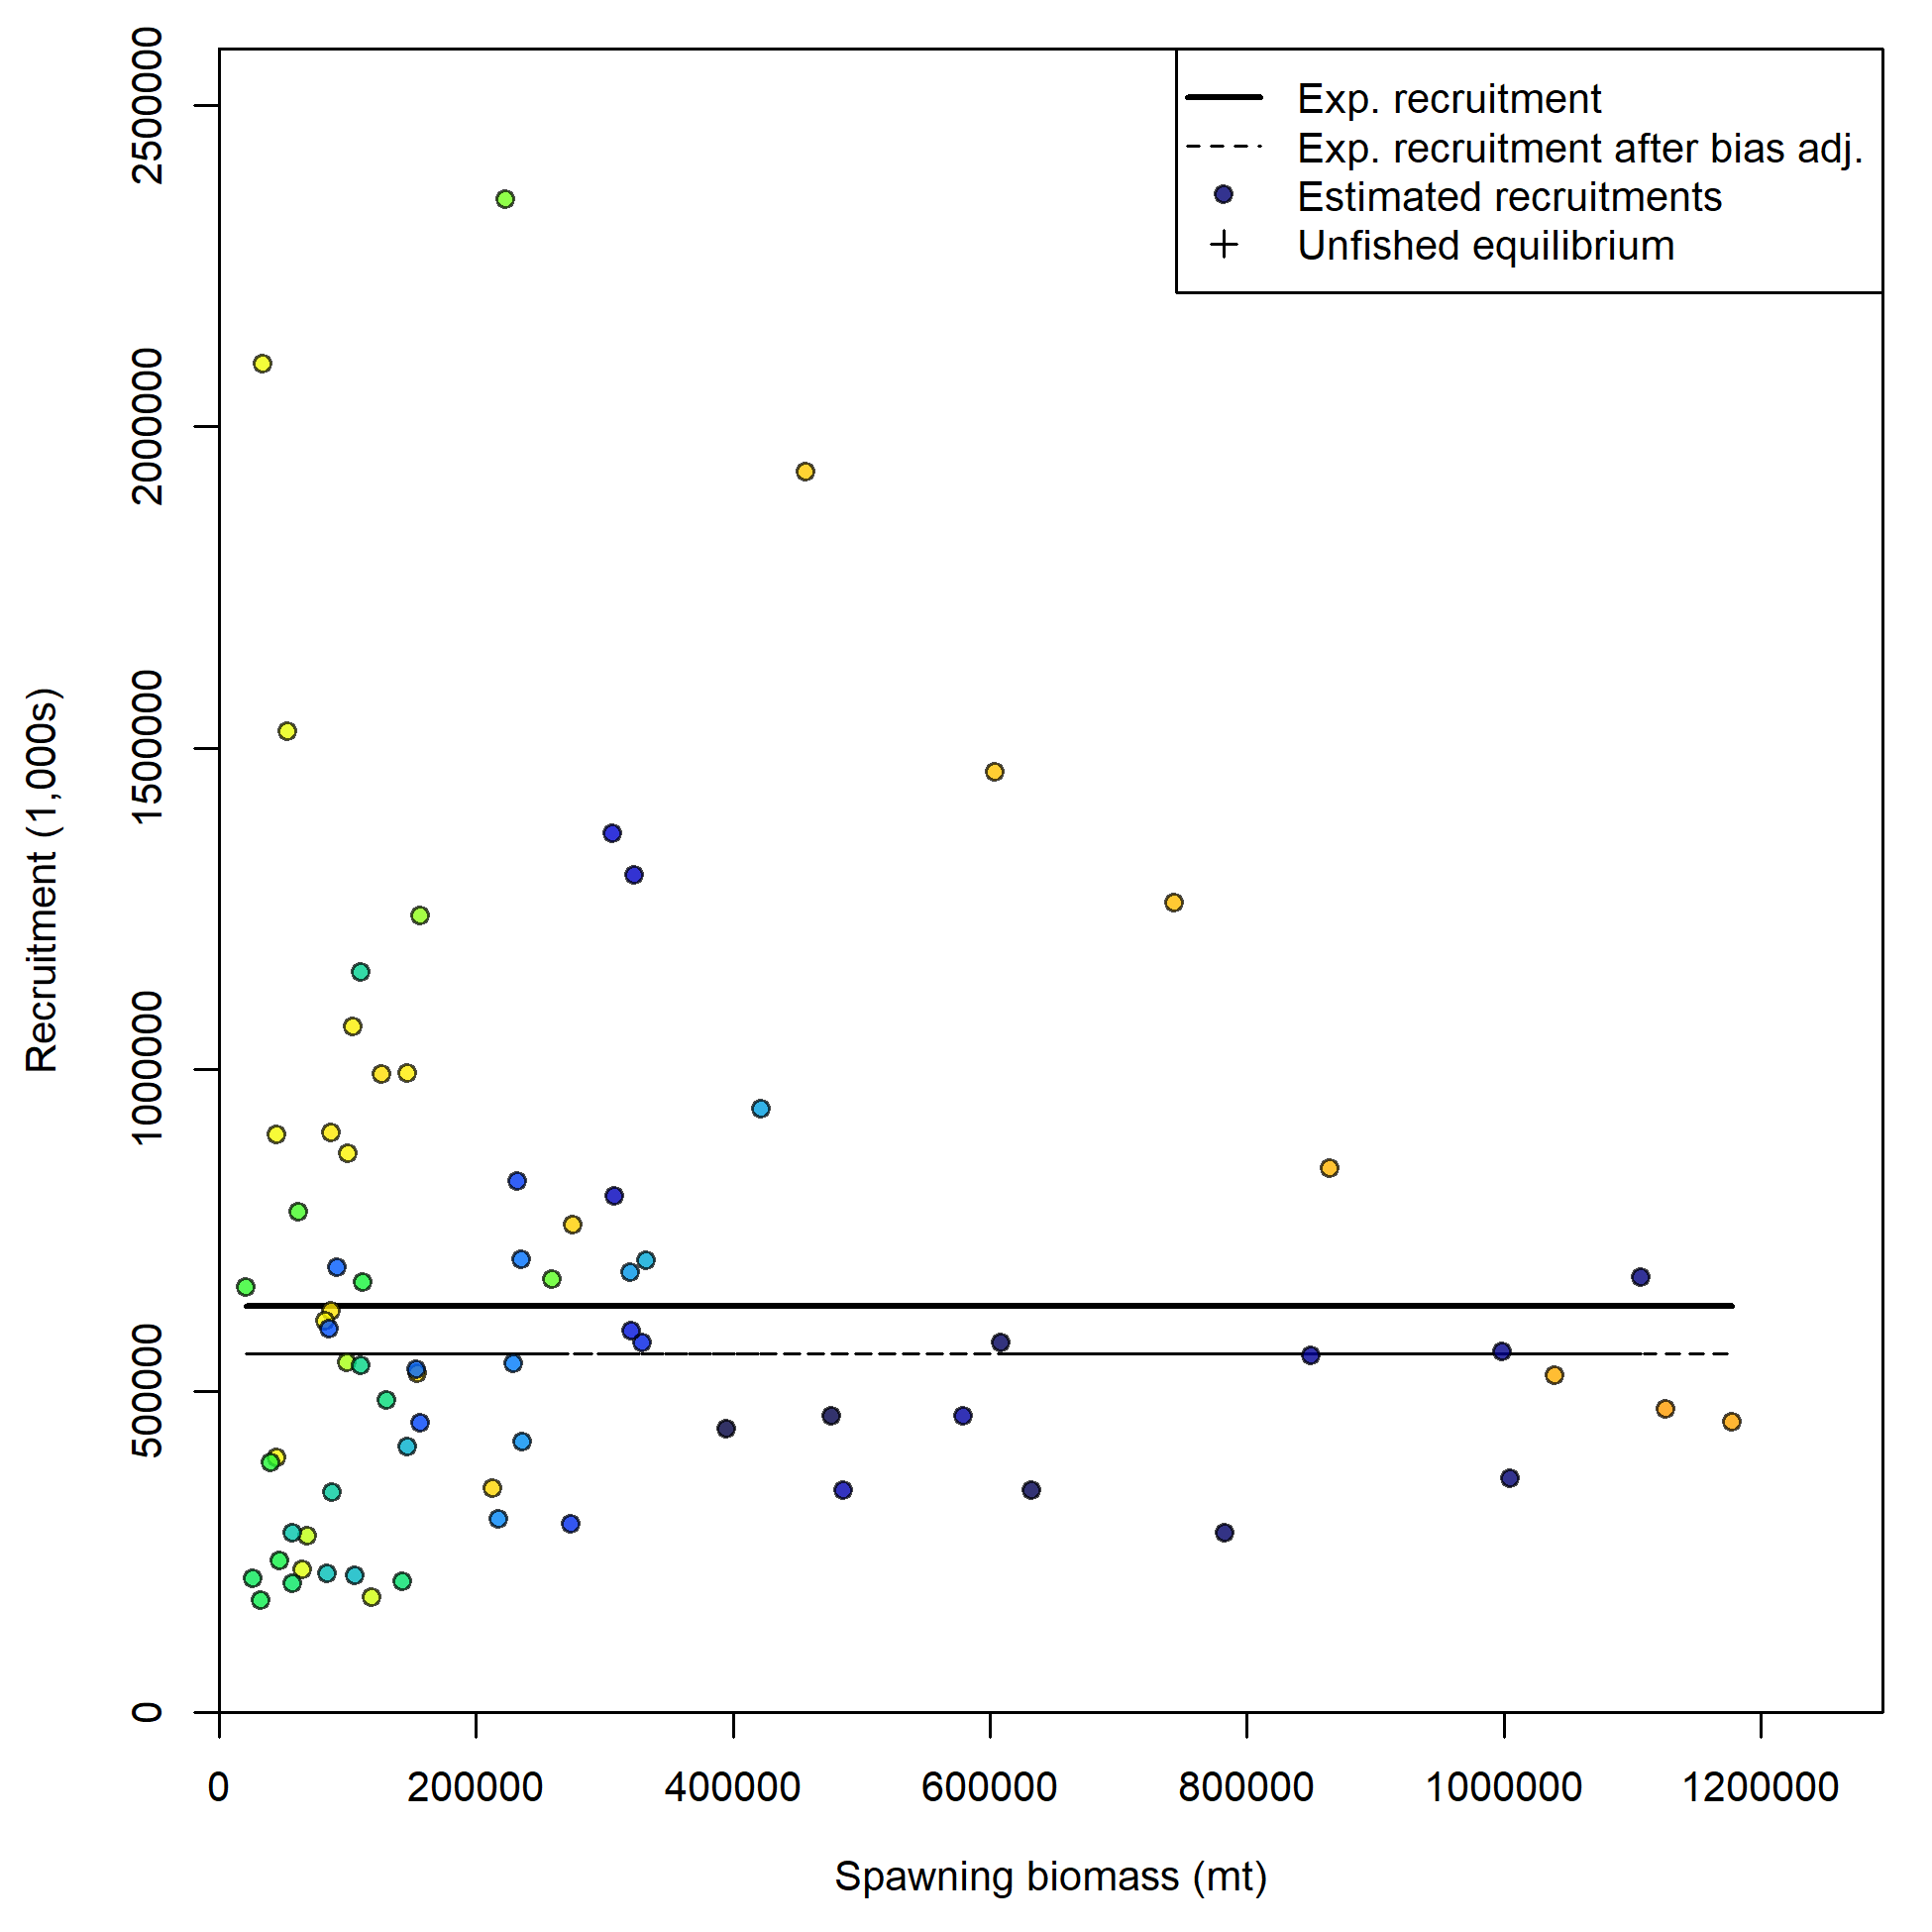 Exp. recruitment
Exp. recruitment after bias adj.
Estimated recruitments
Unfished equilibrium
2500000
2000000
1500000
1000000
500000
0
Recruitment (1,000s)
0 200000 400000 600000 800000 1000000 1200000
Spawning biomass (mt)